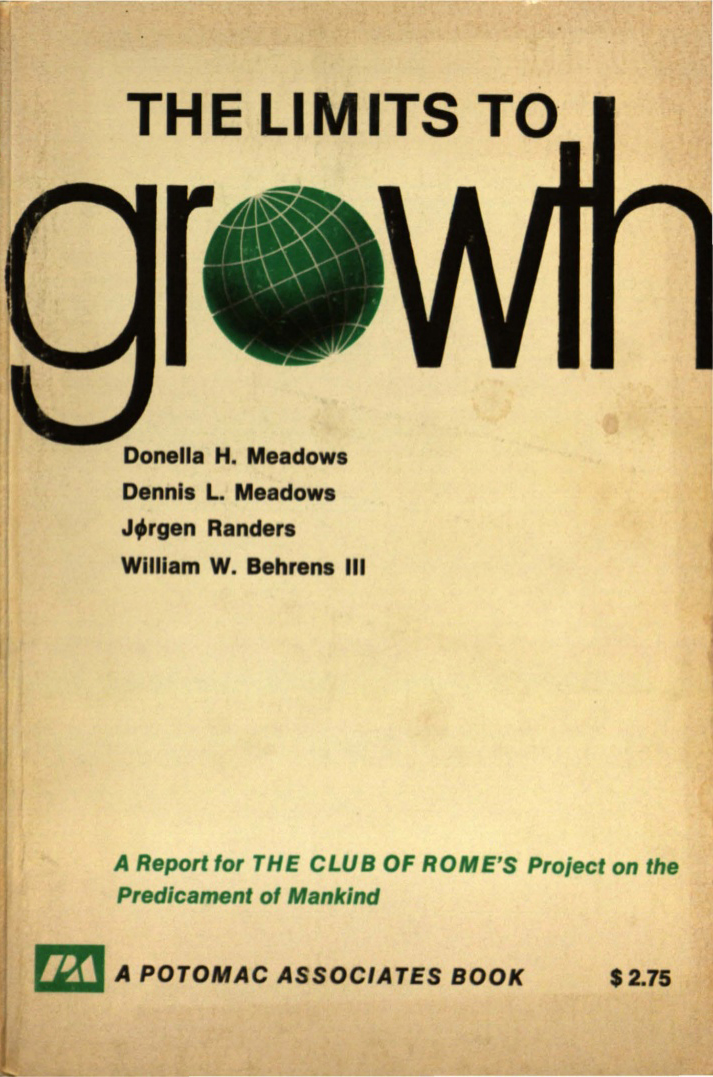 THE LIMITS TO
growth
Donella H. Meadows
Dennis L. Meadows
Jørgen Randers
William W. Behrens III
A Report for THE CLUB OF ROME'S Project on the
Predicament of Mankind
PA A POTOMAC ASSOCIATES BOOK $2.75